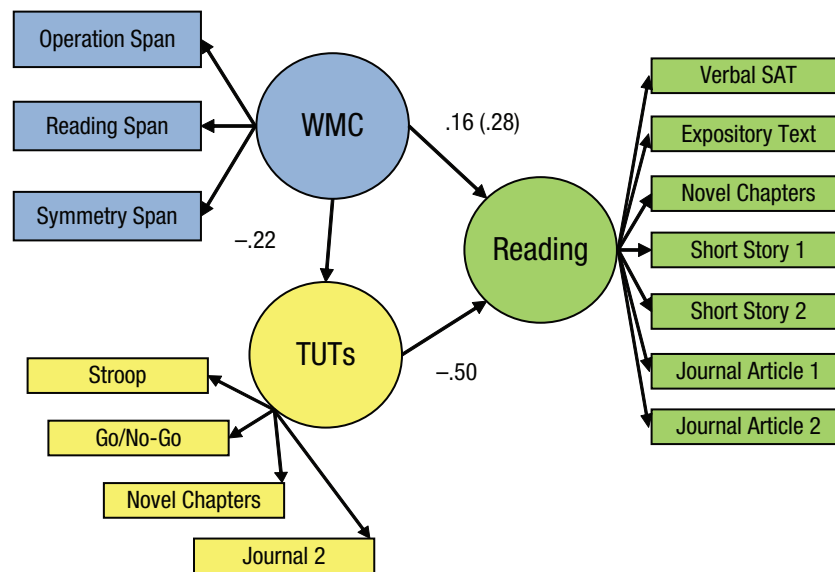 Operation Span
Reading Span
Symmetry Span
WMC
.16 (.28)
–.22
Reading
Verbal SAT
Expository Text
Novel Chapters
Short Story 1
Short Story 2
Journal Article 1
Journal Article 2
TUTs
–.50
Stroop
Go/No-Go
Novel Chapters
Journal 2